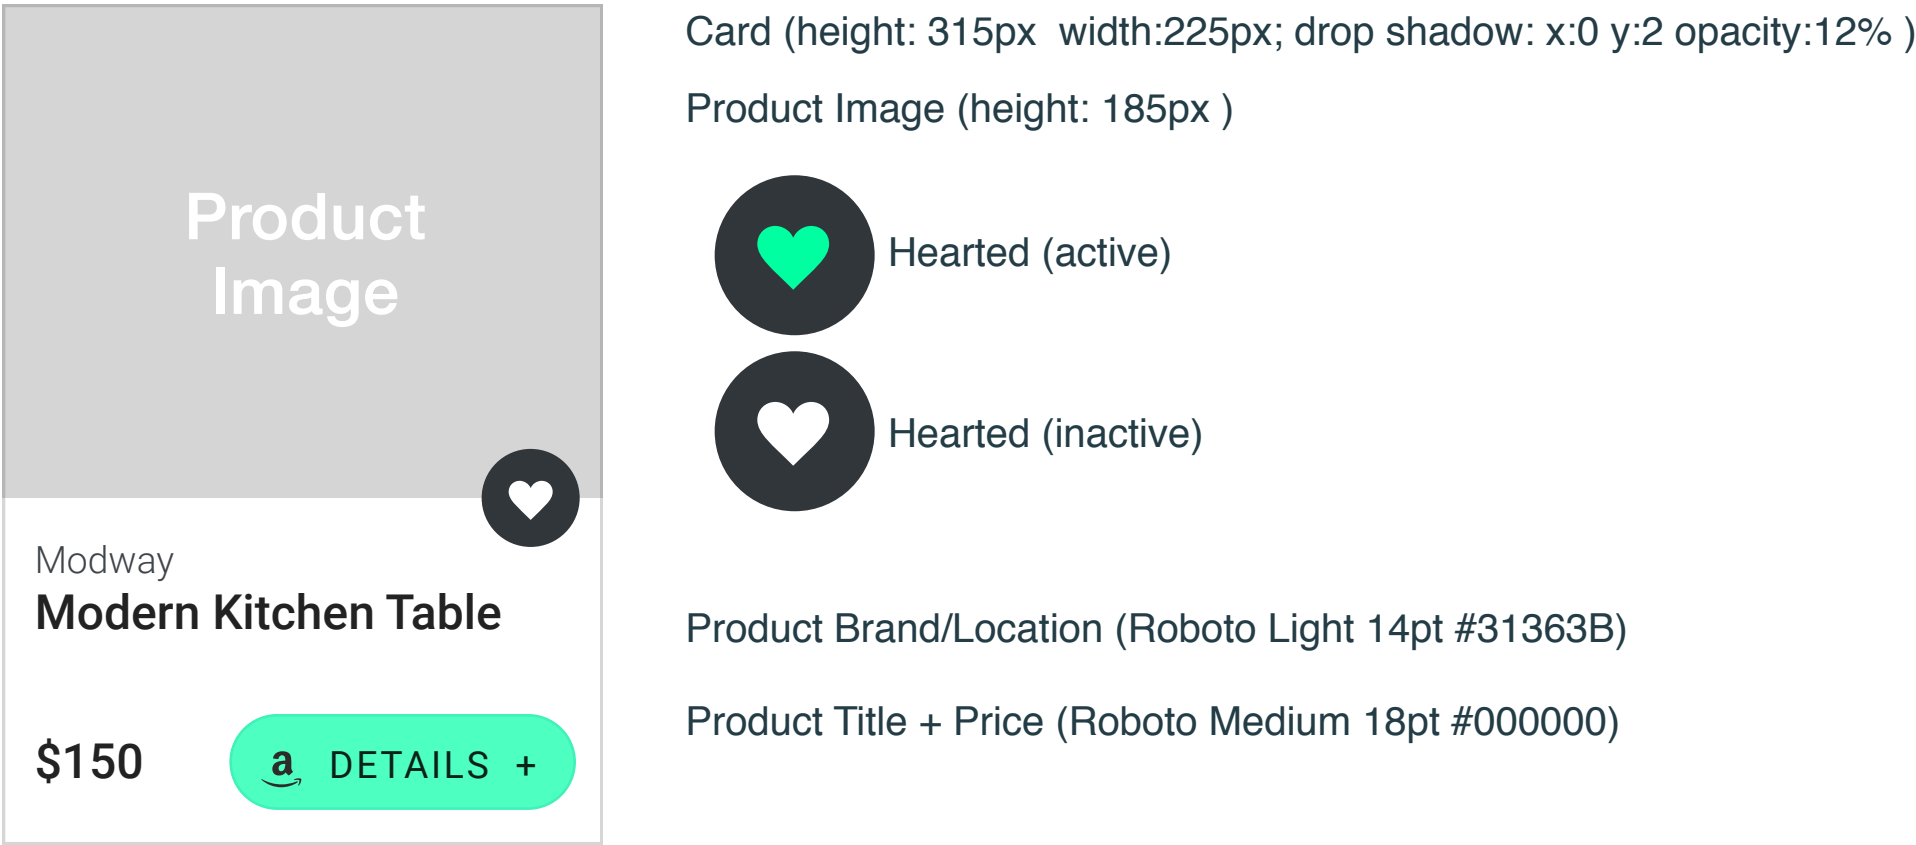 Product
Image
Modway
Modern Kitchen Table
$150
a DETAILS +
Card (height: 315px  width:225px; drop shadow: x:0 y:2 opacity:12% )
Product Image (height: 185px )
Hearted (active)
Hearted (inactive)
Product Brand/Location (Roboto Light 14pt #31363B)
Product Title + Price (Roboto Medium 18pt #000000)